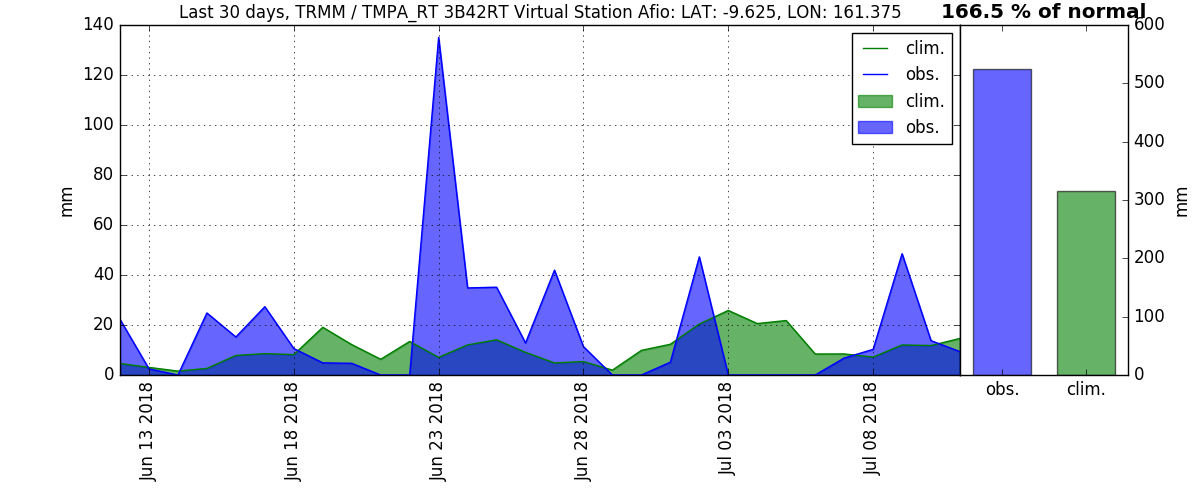 Last 30 days, TRMM / TMPA_RT 3B42RT Virtual Station Afio: LAT: -9.625, LON: 161.375
166.5 % of normal
140
120
100
80
60
40
20
0
mm
clim.
obs.
clim.
obs.
Jun 13 2018
Jun 18 2018
Jun 23 2018
Jun 28 2018
Jul 03 2018
Jul 08 2018
600
500
400
300
200
100
0
mm
obs.
clim.